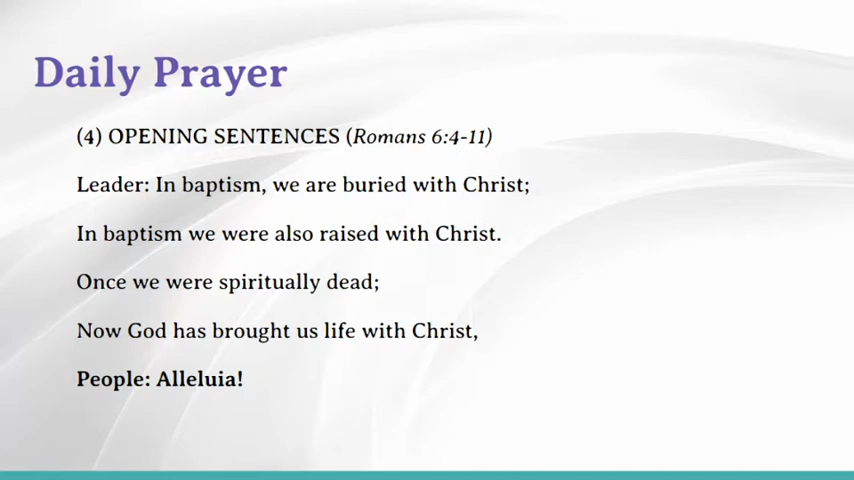 Daily Prayer
(4) OPENING SENTENCES (Romans 6:4-11)
Leader: In baptism, we are buried with Christ;
In baptism we were also raised with Christ.
Once we were spiritually dead;
Now God has brought us life with Christ,
People: Alleluia!